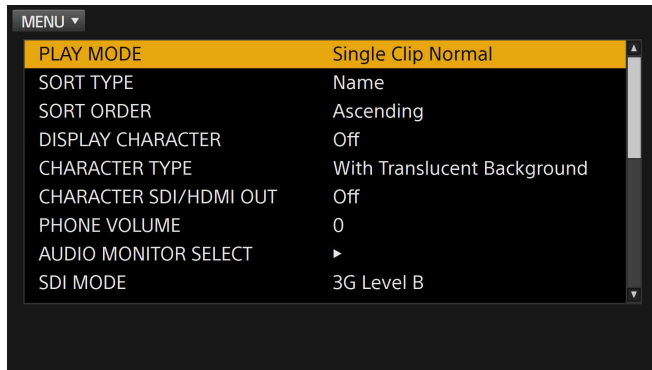 MENU ▼
PLAY MODE Single Clip Normal
SORT TYPE Name
SORT ORDER Ascending
DISPLAY CHARACTER Off
CHARACTER TYPE With Translucent Background
CHARACTER SDI/HDMI OUT Off
PHONE VOLUME 0
AUDIO MONITOR SELECT ►
SDI MODE 3G Level B